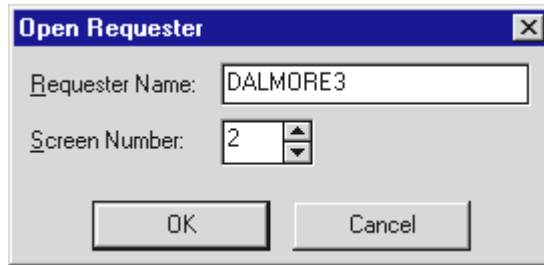 Open Requester
Requester Name: DALMORE3
Screen Number: 2
OK Cancel